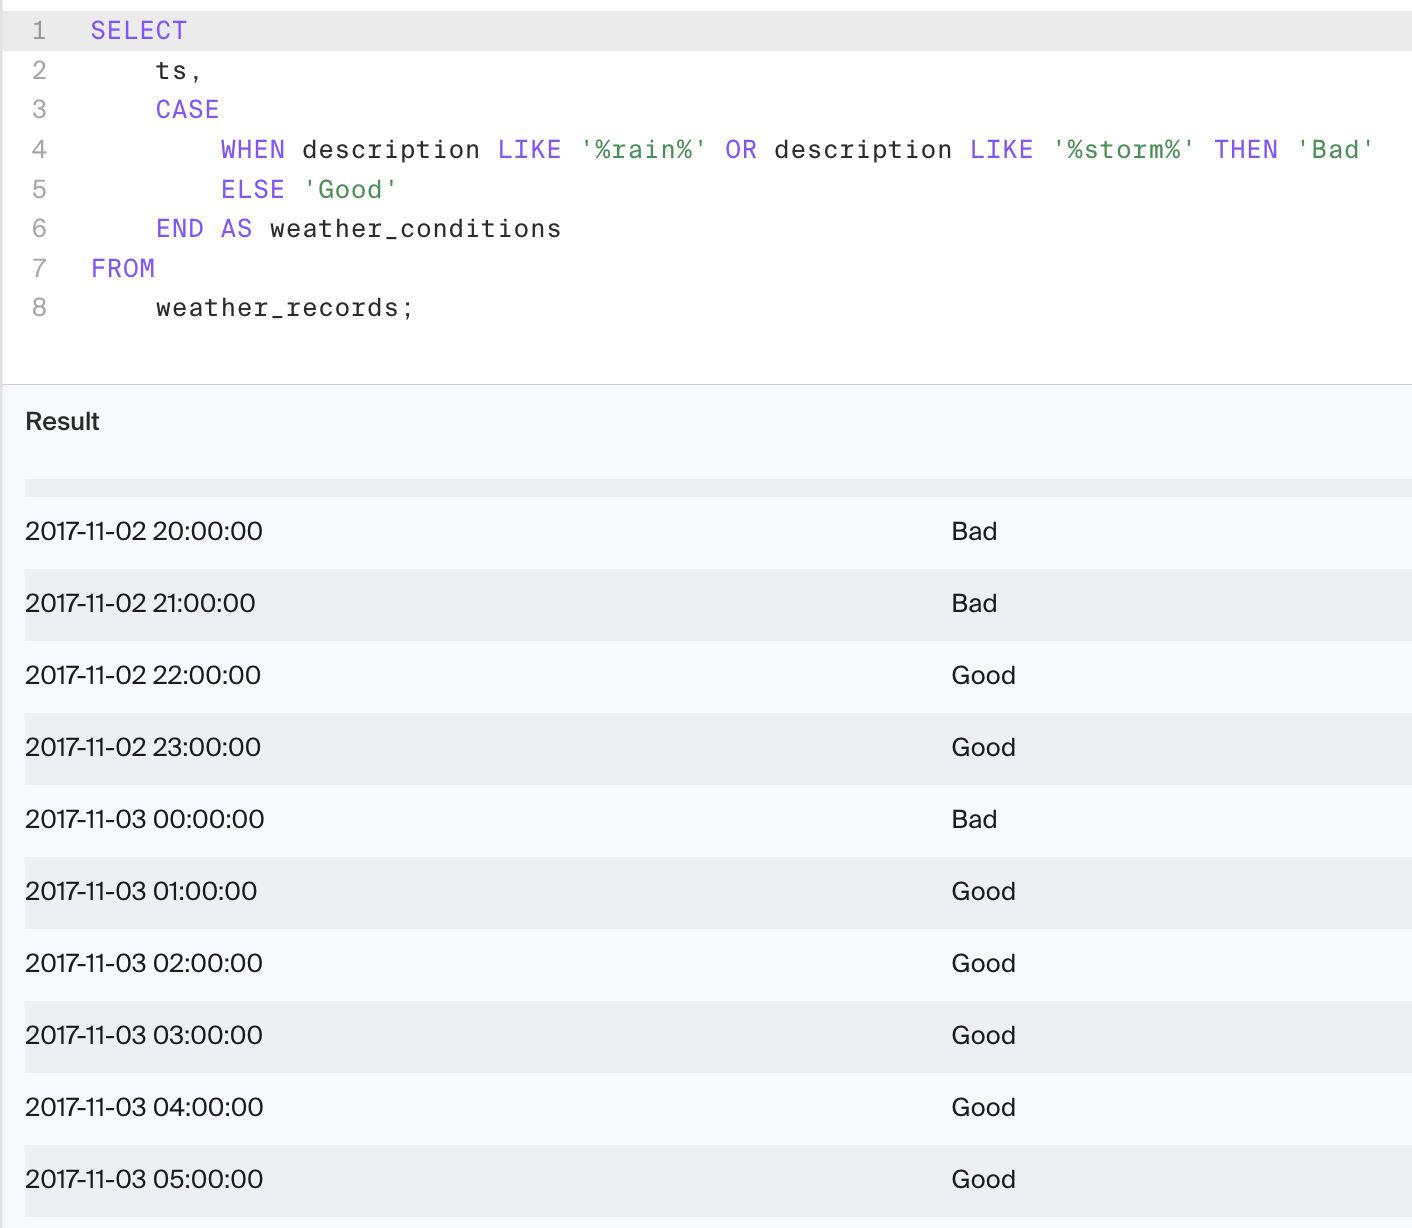 1 SELECT
2 ts,
3 CASE
4 WHEN description LIKE '%rain%' OR description LIKE '%storm%' THEN 'Bad'
5 ELSE 'Good'
6 END AS weather_conditions
7 FROM
8 weather_records;
Result
2017-11-02 20:00:00 Bad
2017-11-02 21:00:00 Bad
2017-11-02 22:00:00 Good
2017-11-02 23:00:00 Good
2017-11-03 00:00:00 Bad
2017-11-03 01:00:00 Good
2017-11-03 02:00:00 Good
2017-11-03 03:00:00 Good
2017-11-03 04:00:00 Good
2017-11-03 05:00:00 Good